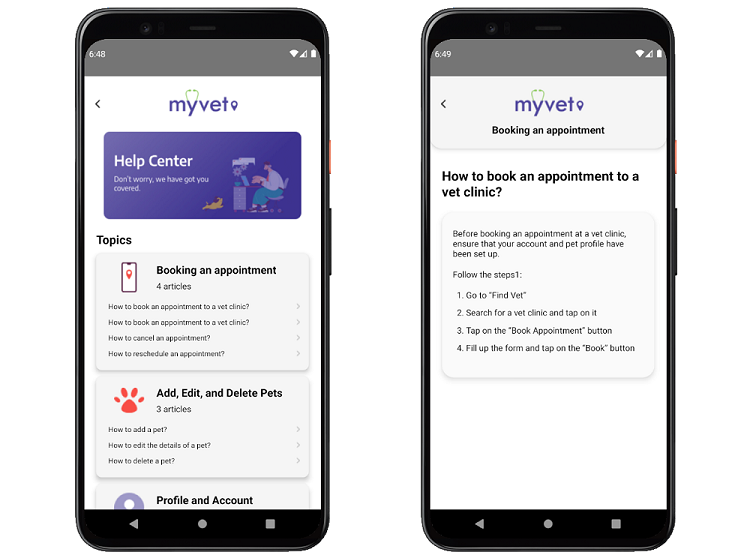 6:48
myvet
Help Center
Don't worry, we have got you
covered.
Topics
Booking an appointment
4 articles
How to book an appointment to a vet clinic?
How to book an appointment to a vet clinic?
How to cancel an appointment?
How to reschedule an appointment?
Add, Edit, and Delete Pets
3 articles
How to add a pet?
How to edit the details of a pet?
How to delete a pet?
Profile and Account
6:49
myvet
Booking an appointment
How to book an appointment to a
vet clinic?
Before booking an appointment at a vet clinic,
ensure that your account and pet profile have
been set up.
Follow the steps1:
1. Go to “Find Vet”
2. Search for a vet clinic and tap on it
3. Tap on the “Book Appointment” button
4. Fill up the form and tap on the “Book” button